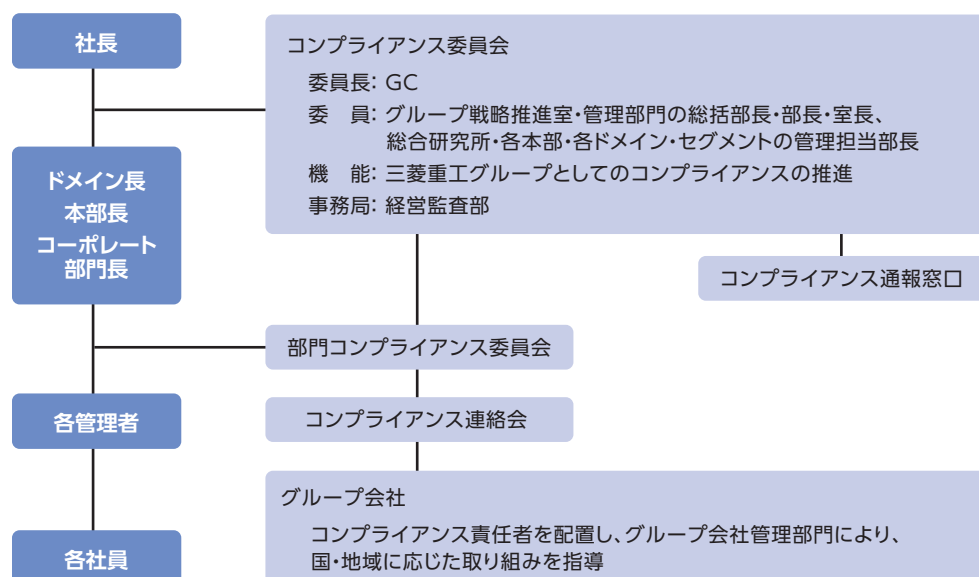 社長
コンプライアンス委員会
委員長: GC
委　員: グループ戦略推進室・管理部門の総括部長・部長・室長、
総合研究所・各本部・各ドメイン・セグメントの管理担当部長
機　能: 三菱重工グループとしてのコンプライアンスの推進
事務局: 経営監査部
ドメイン長
本部長
コーポレート
部門長
コンプライアンス通報窓口
部門コンプライアンス委員会
各管理者
コンプライアンス連絡会
グループ会社
コンプライアンス責任者を配置し、グループ会社管理部門により、
国・地域に応じた取り組みを指導
各社員